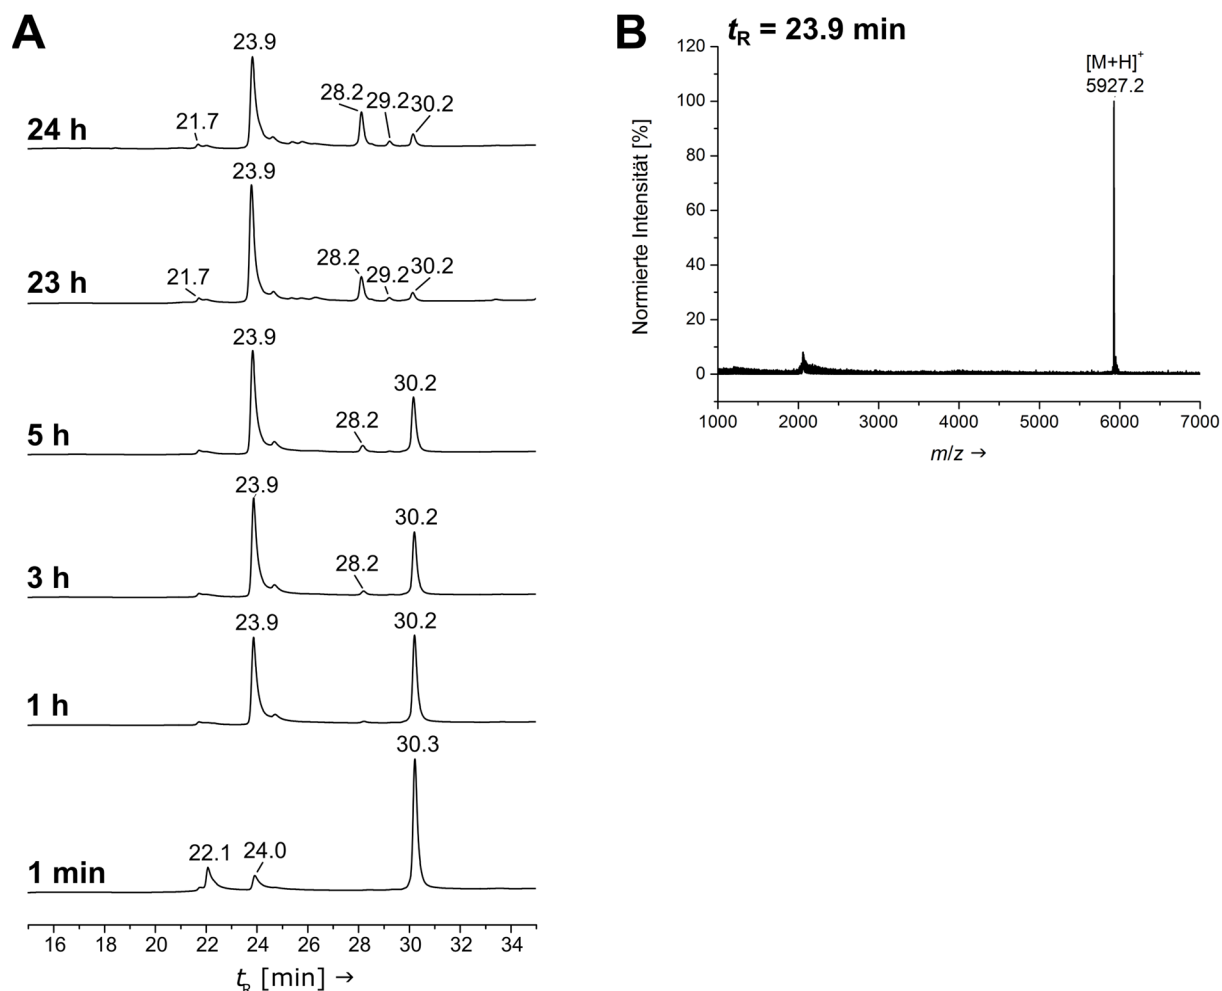 A
24 h
21.7
23.9
28.2
29.2
30.2
23 h
21.7
23.9
28.2
29.2
30.2
5 h
23.9
28.2
30.2
3 h
23.9
28.2
30.2
1 h
23.9
30.2
1 min
22.1
24.0
30.3
16 18 20 22 24 26 28 30 32 34
tR [min] →
B
tR = 23.9 min
[M+H]+
5927.2
Normierte Intensität [%]
120
100
80
60
40
20
0
1000 2000 3000 4000 5000 6000 7000
m/z →